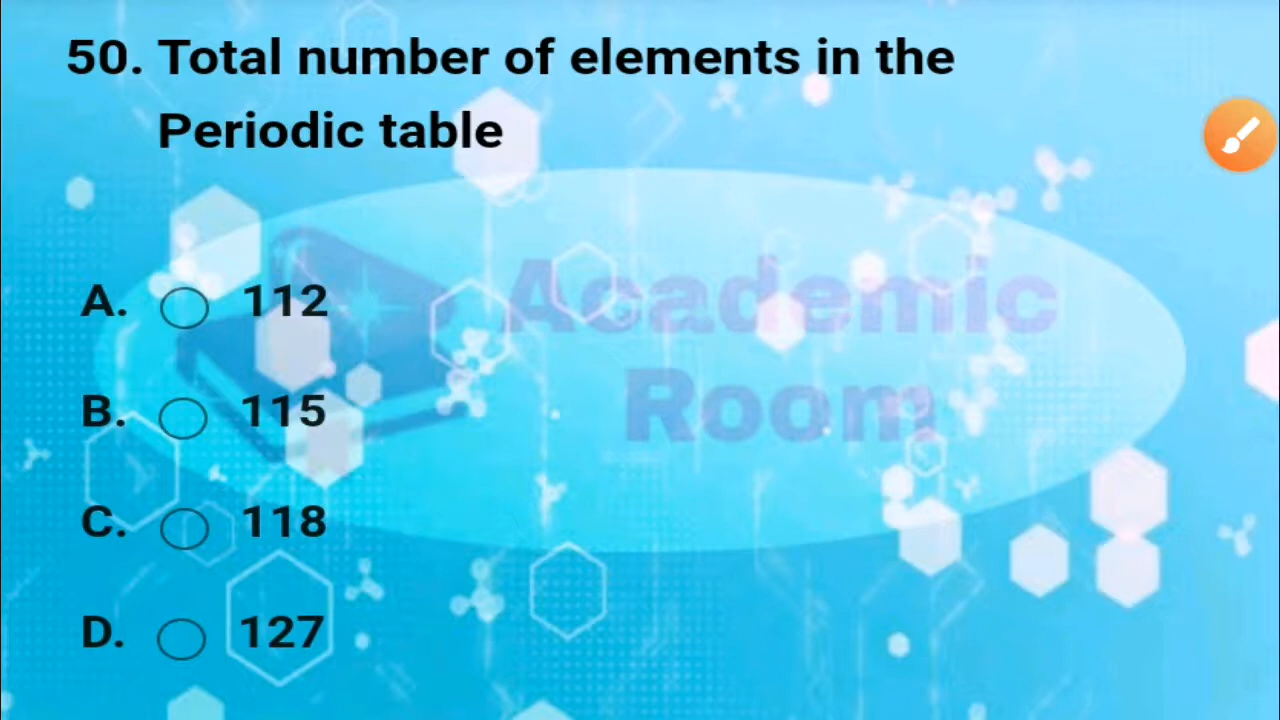 50. Total number of elements in the
Periodic table
Academic
Room
A. 112
B. 115
C. 118
D. 127